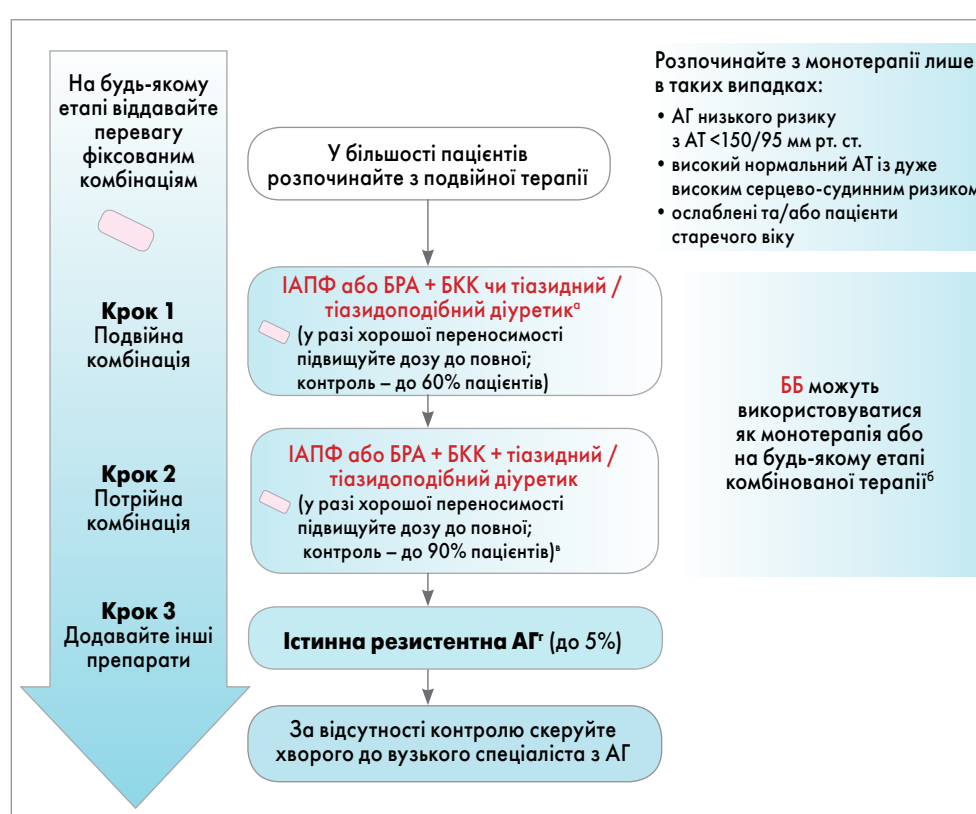 На будь-якому
етапі віддавайте
перевагу
фіксованим
комбінаціям
Крок 1
Подвійна
комбінація
Крок 2
Потрійна
комбінація
Крок 3
Додавайте інші
препарати
У більшості пацієнтів
розпочинайте з подвійної терапії
ІАПФ або БРА + БКК чи тіазидний /
тіазидоподібний діуретикᵃ
(у разі хорошої переносимості
підвищуйте дозу до повної;
контроль – до 60% пацієнтів)
ІАПФ або БРА + БКК + тіазидний /
тіазидоподібний діуретик
(у разі хорошої переносимості
підвищуйте дозу до повної;
контроль – до 90% пацієнтів)ᵇ
Істинна резистентна АГᴦ (до 5%)
За відсутності контролю скеруйте
хворого до вузького спеціаліста з АГ
Розпочинайте з монотерапії лише
в таких випадках:
• АГ низького ризику
з АТ <150/95 мм рт. ст.
• високий нормальний АТ із дуже
високим серцево-судинним ризиком
• ослаблені та/або пацієнти
старечого віку
ББ можуть
використовуватися
як монотерапія або
на будь-якому етапі
комбінованої терапіїб